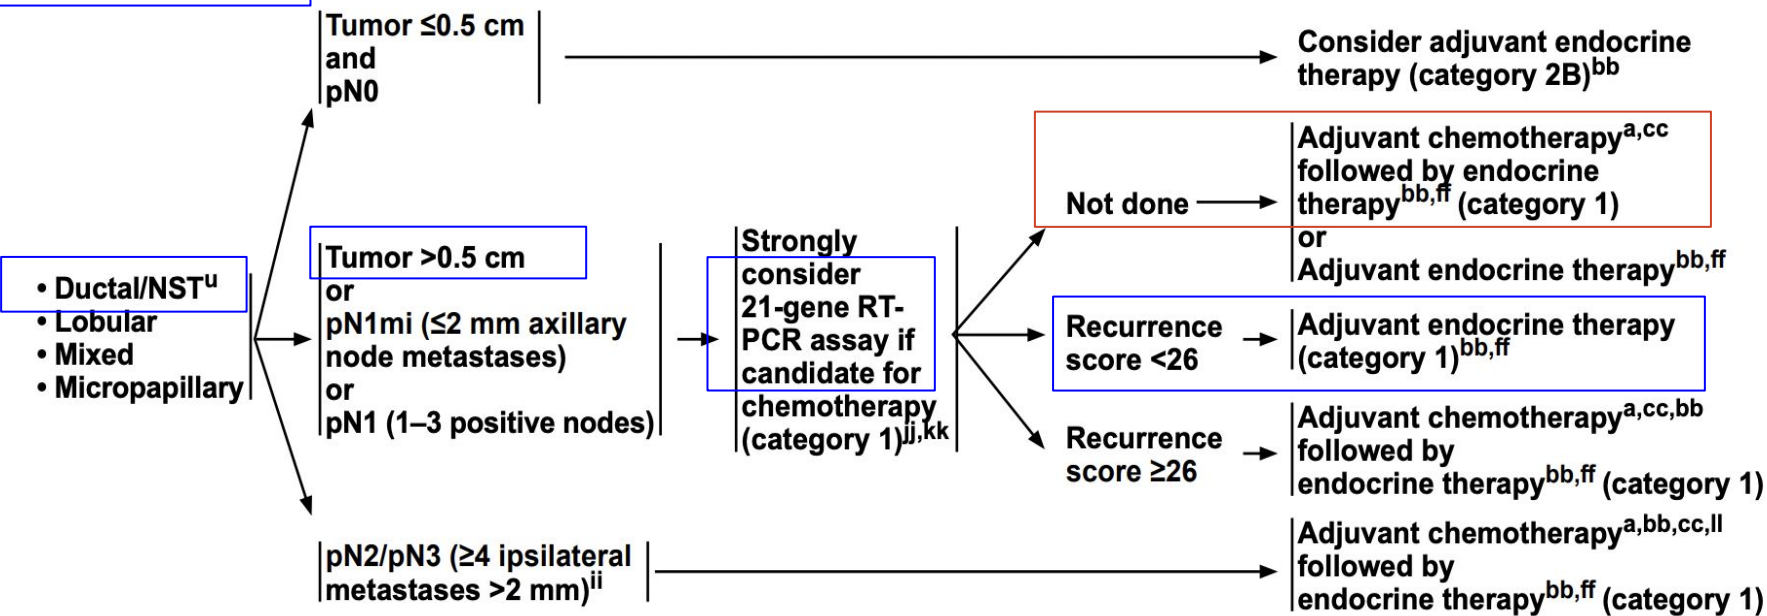 • Ductal/NSTu
• Lobular
• Mixed
• Micropapillary
Tumor ≤0.5 cm
and
pN0
Consider adjuvant endocrine
therapy (category 2B)bb
Tumor >0.5 cm
or
pN1mi (≤2 mm axillary
node metastases)
or
pN1 (1–3 positive nodes)
Strongly
consider
21-gene RT-
PCR assay if
candidate for
chemotherapy
(category 1)jj,kk
Not done
Adjuvant chemotherapya,cc
followed by endocrine
therapybb,ff (category 1)
or
Adjuvant endocrine therapybb,ff
Recurrence
score <26
Adjuvant endocrine therapy
(category 1)bb,ff
Recurrence
score ≥26
Adjuvant chemotherapya,cc,bb
followed by
endocrine therapybb,ff (category 1)
pN2/pN3 (≥4 ipsilateral
metastases >2 mm)ii
Adjuvant chemotherapya,bb,cc,ll
followed by
endocrine therapybb,ff (category 1)